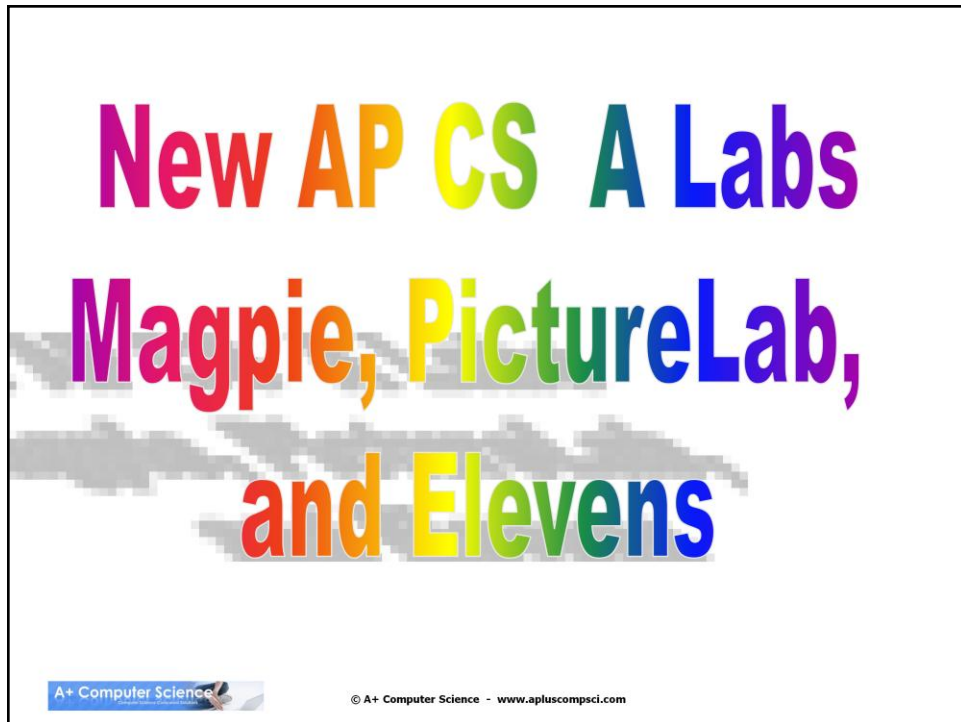 New AP CS A Labs
Magpie, PictureLab,
and Elevens
A+ Computer Science
© A+ Computer Science - www.apluscompsci.com